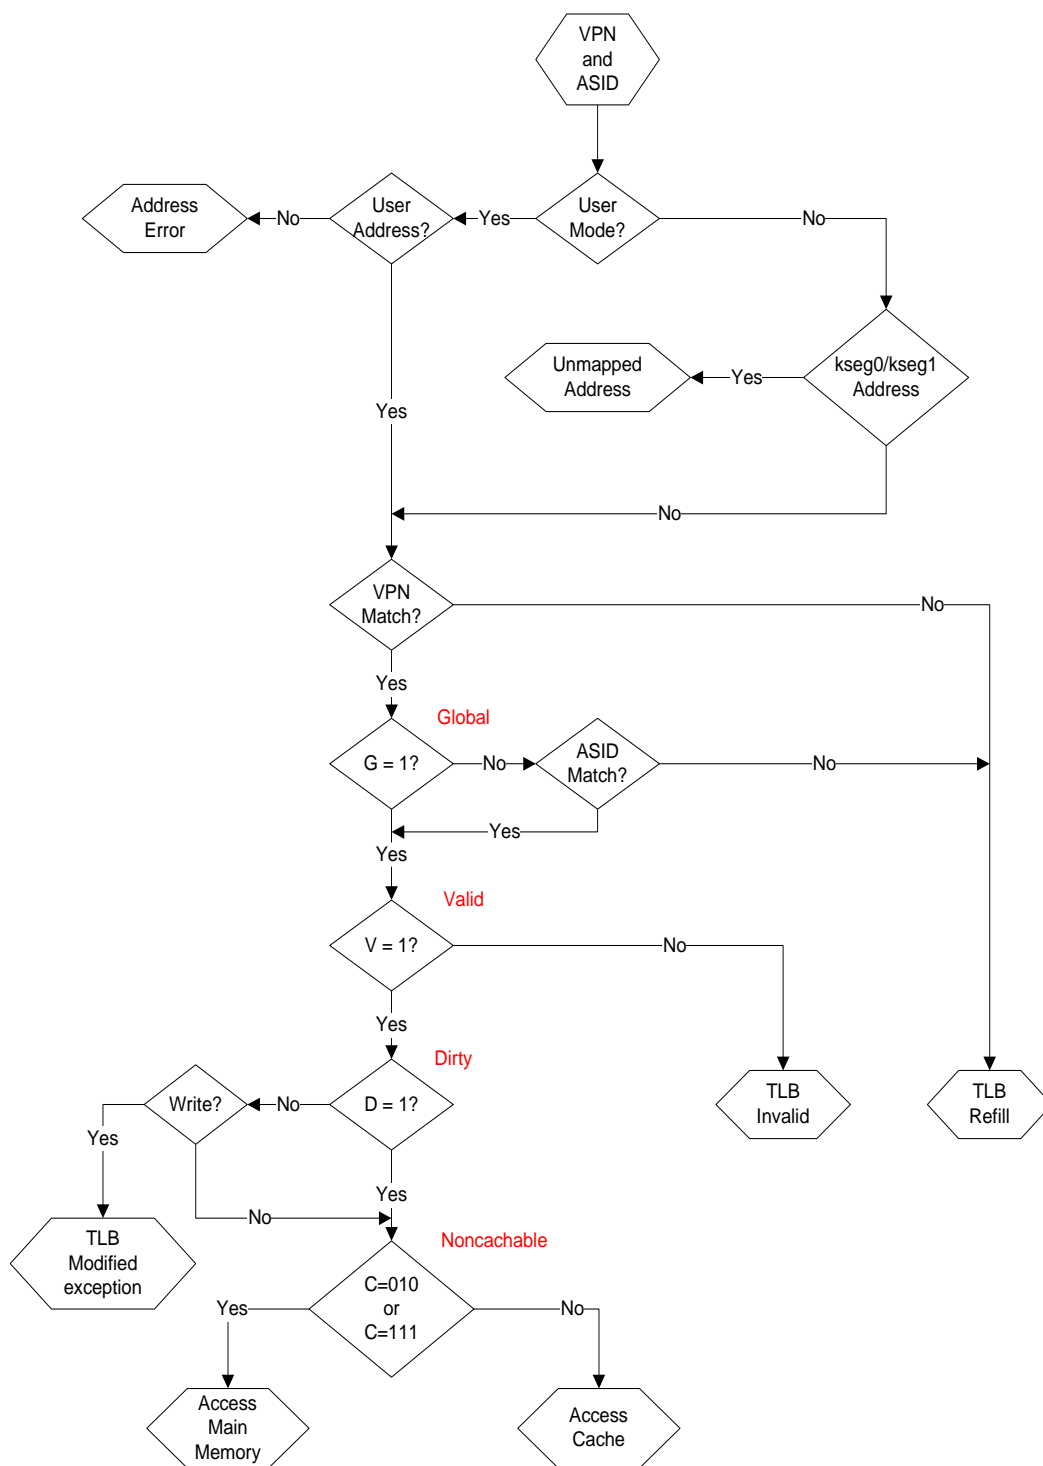 VPN
and
ASID
Address
Error
No
User
Address?
Yes
User
Mode?
No
Unmapped
Address
Yes
kseg0/kseg1
Address
Yes
No
VPN
Match?
No
Yes
Global
G = 1?
No
ASID
Match?
No
Yes
Yes
Valid
V = 1?
No
Yes
Dirty
Write?
No
D = 1?
TLB
Invalid
TLB
Refill
Yes
Yes
No
TLB
Modified
exception
Noncachable
C=010
or
C=111
Yes
No
Access
Main
Memory
Access
Cache